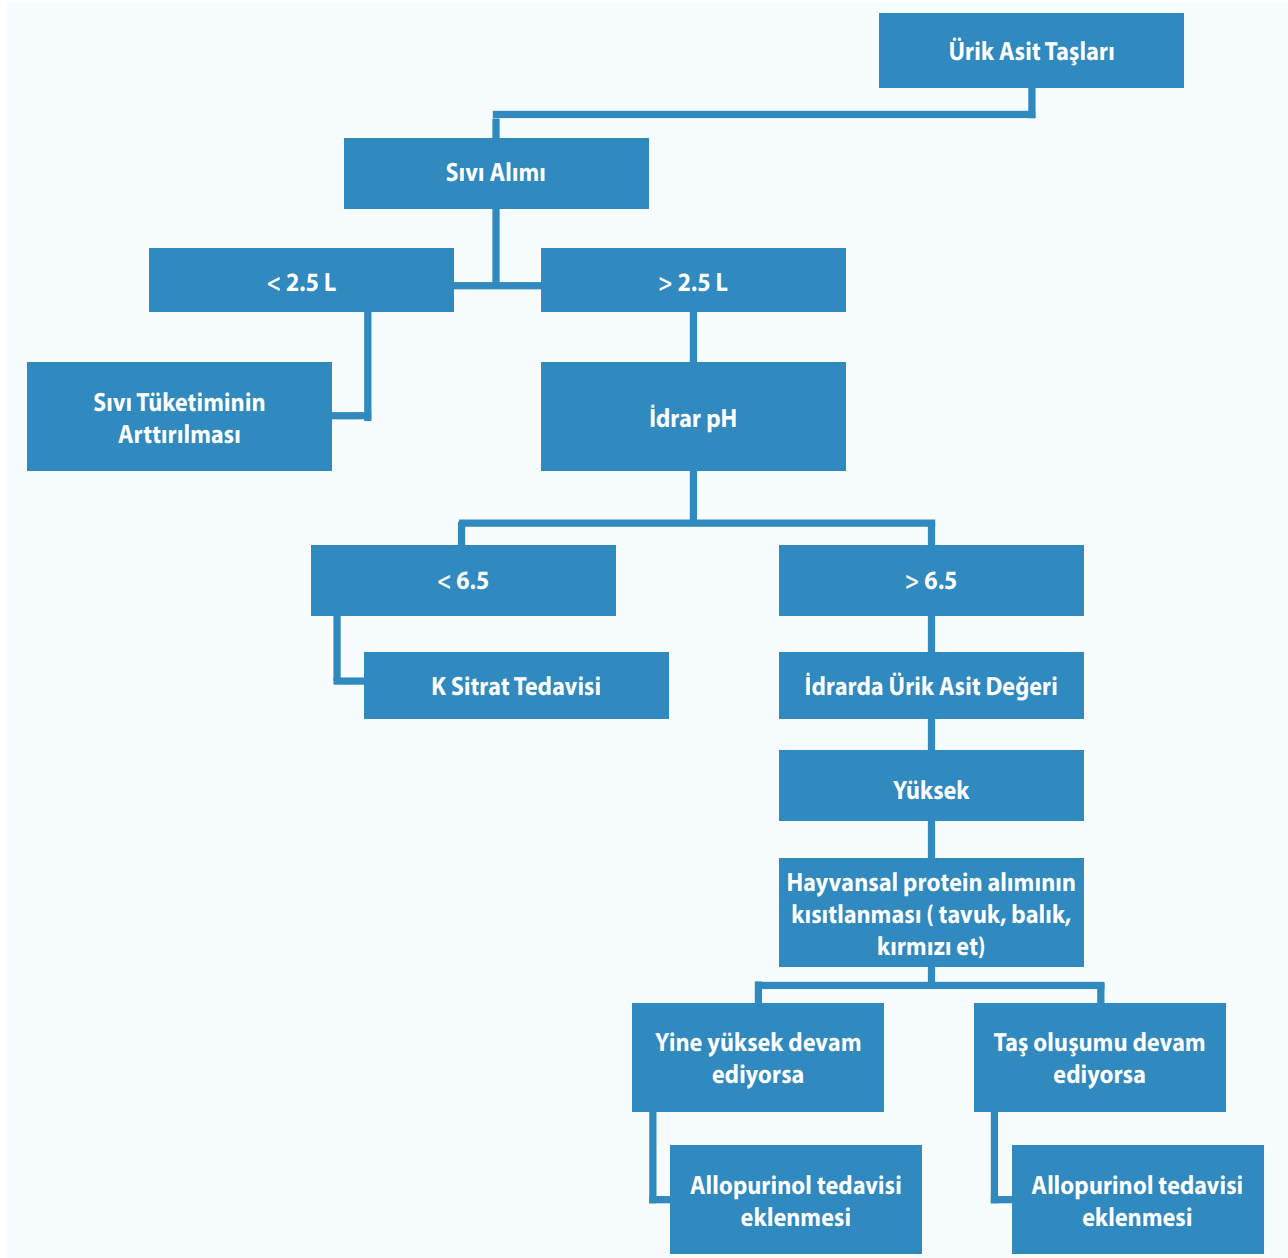 Ürik Asit Taşları
Sıvı Alımı
< 2.5 L
> 2.5 L
Sıvı Tüketiminin
Arttırılması
İdrar pH
< 6.5
> 6.5
K Sitrat Tedavisi
İdrarda Ürik Asit Değeri
Yüksek
Hayvansal protein alımının
kısıtlanması ( tavuk, balık,
kırmızı et)
Yine yüksek devam
ediyorsa
Taş oluşumu devam
ediyorsa
Allopurinol tedavisi
eklenmesi
Allopurinol tedavisi
eklenmesi